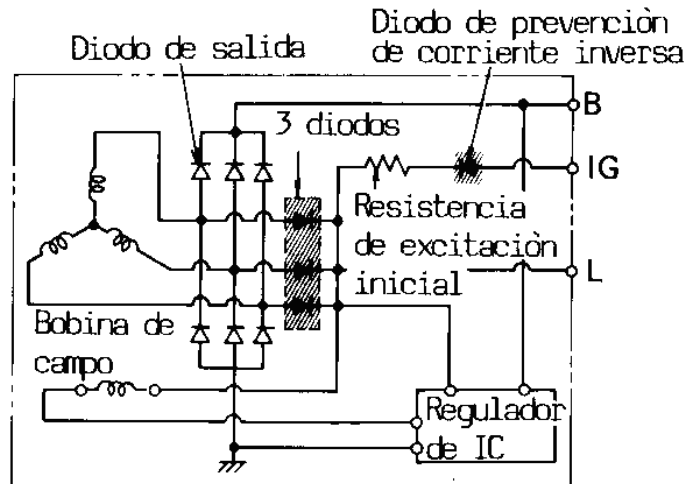 Diodo de prevenciòn
de corriente inversa
Diodo de salida
B
3 diodos
IG
Resistencia
de excitaciòn
inicial
L
Bobina de
campo
Regulador
de IC